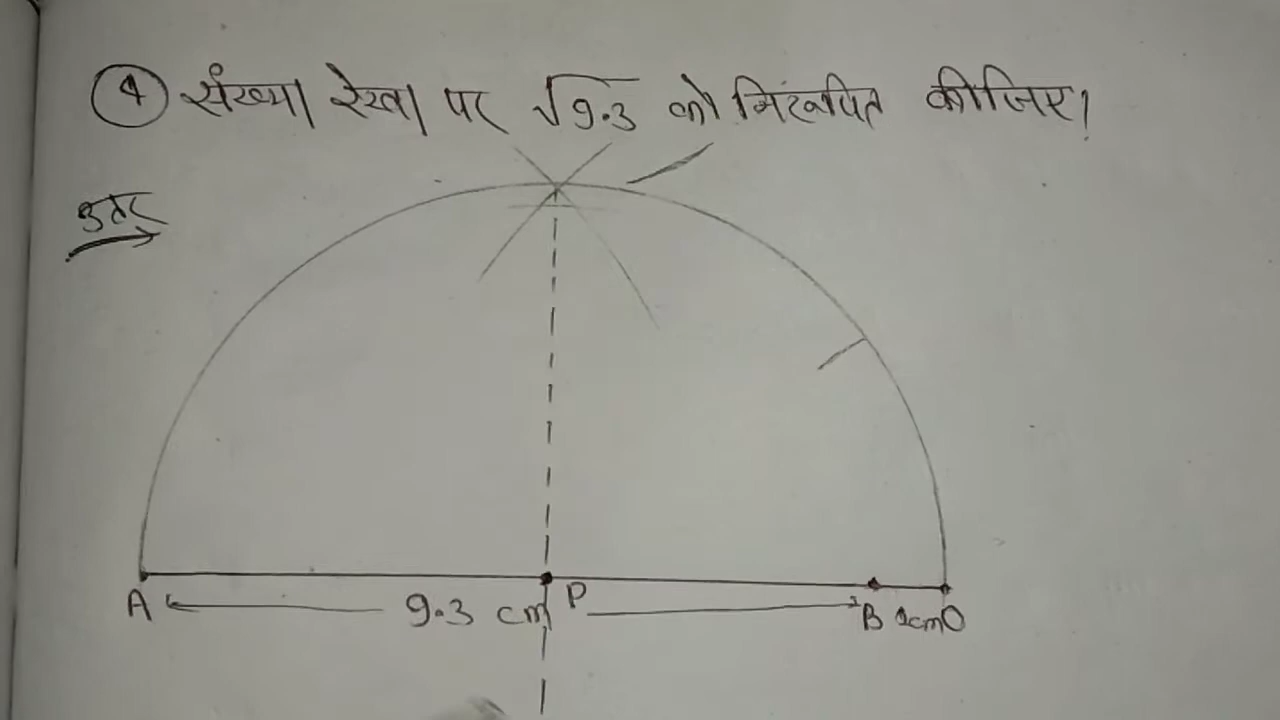 4 संख्या रेखा पर √9.3 को निरूपित कीजिए।
उत्तर
A 9.3 cm P B 1cm O